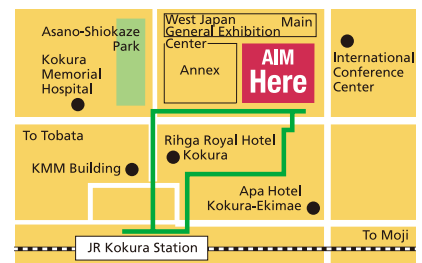 Asano-Shiokaze
Park
Kokura
Memorial
Hospital
West Japan
General Exhibition
Center
Main
Annex
AIM
Here
International
Conference
Center
To Tobata
KMM Building
Rihga Royal Hotel
Kokura
Apa Hotel
Kokura-Ekimae
To Moji
JR Kokura Station